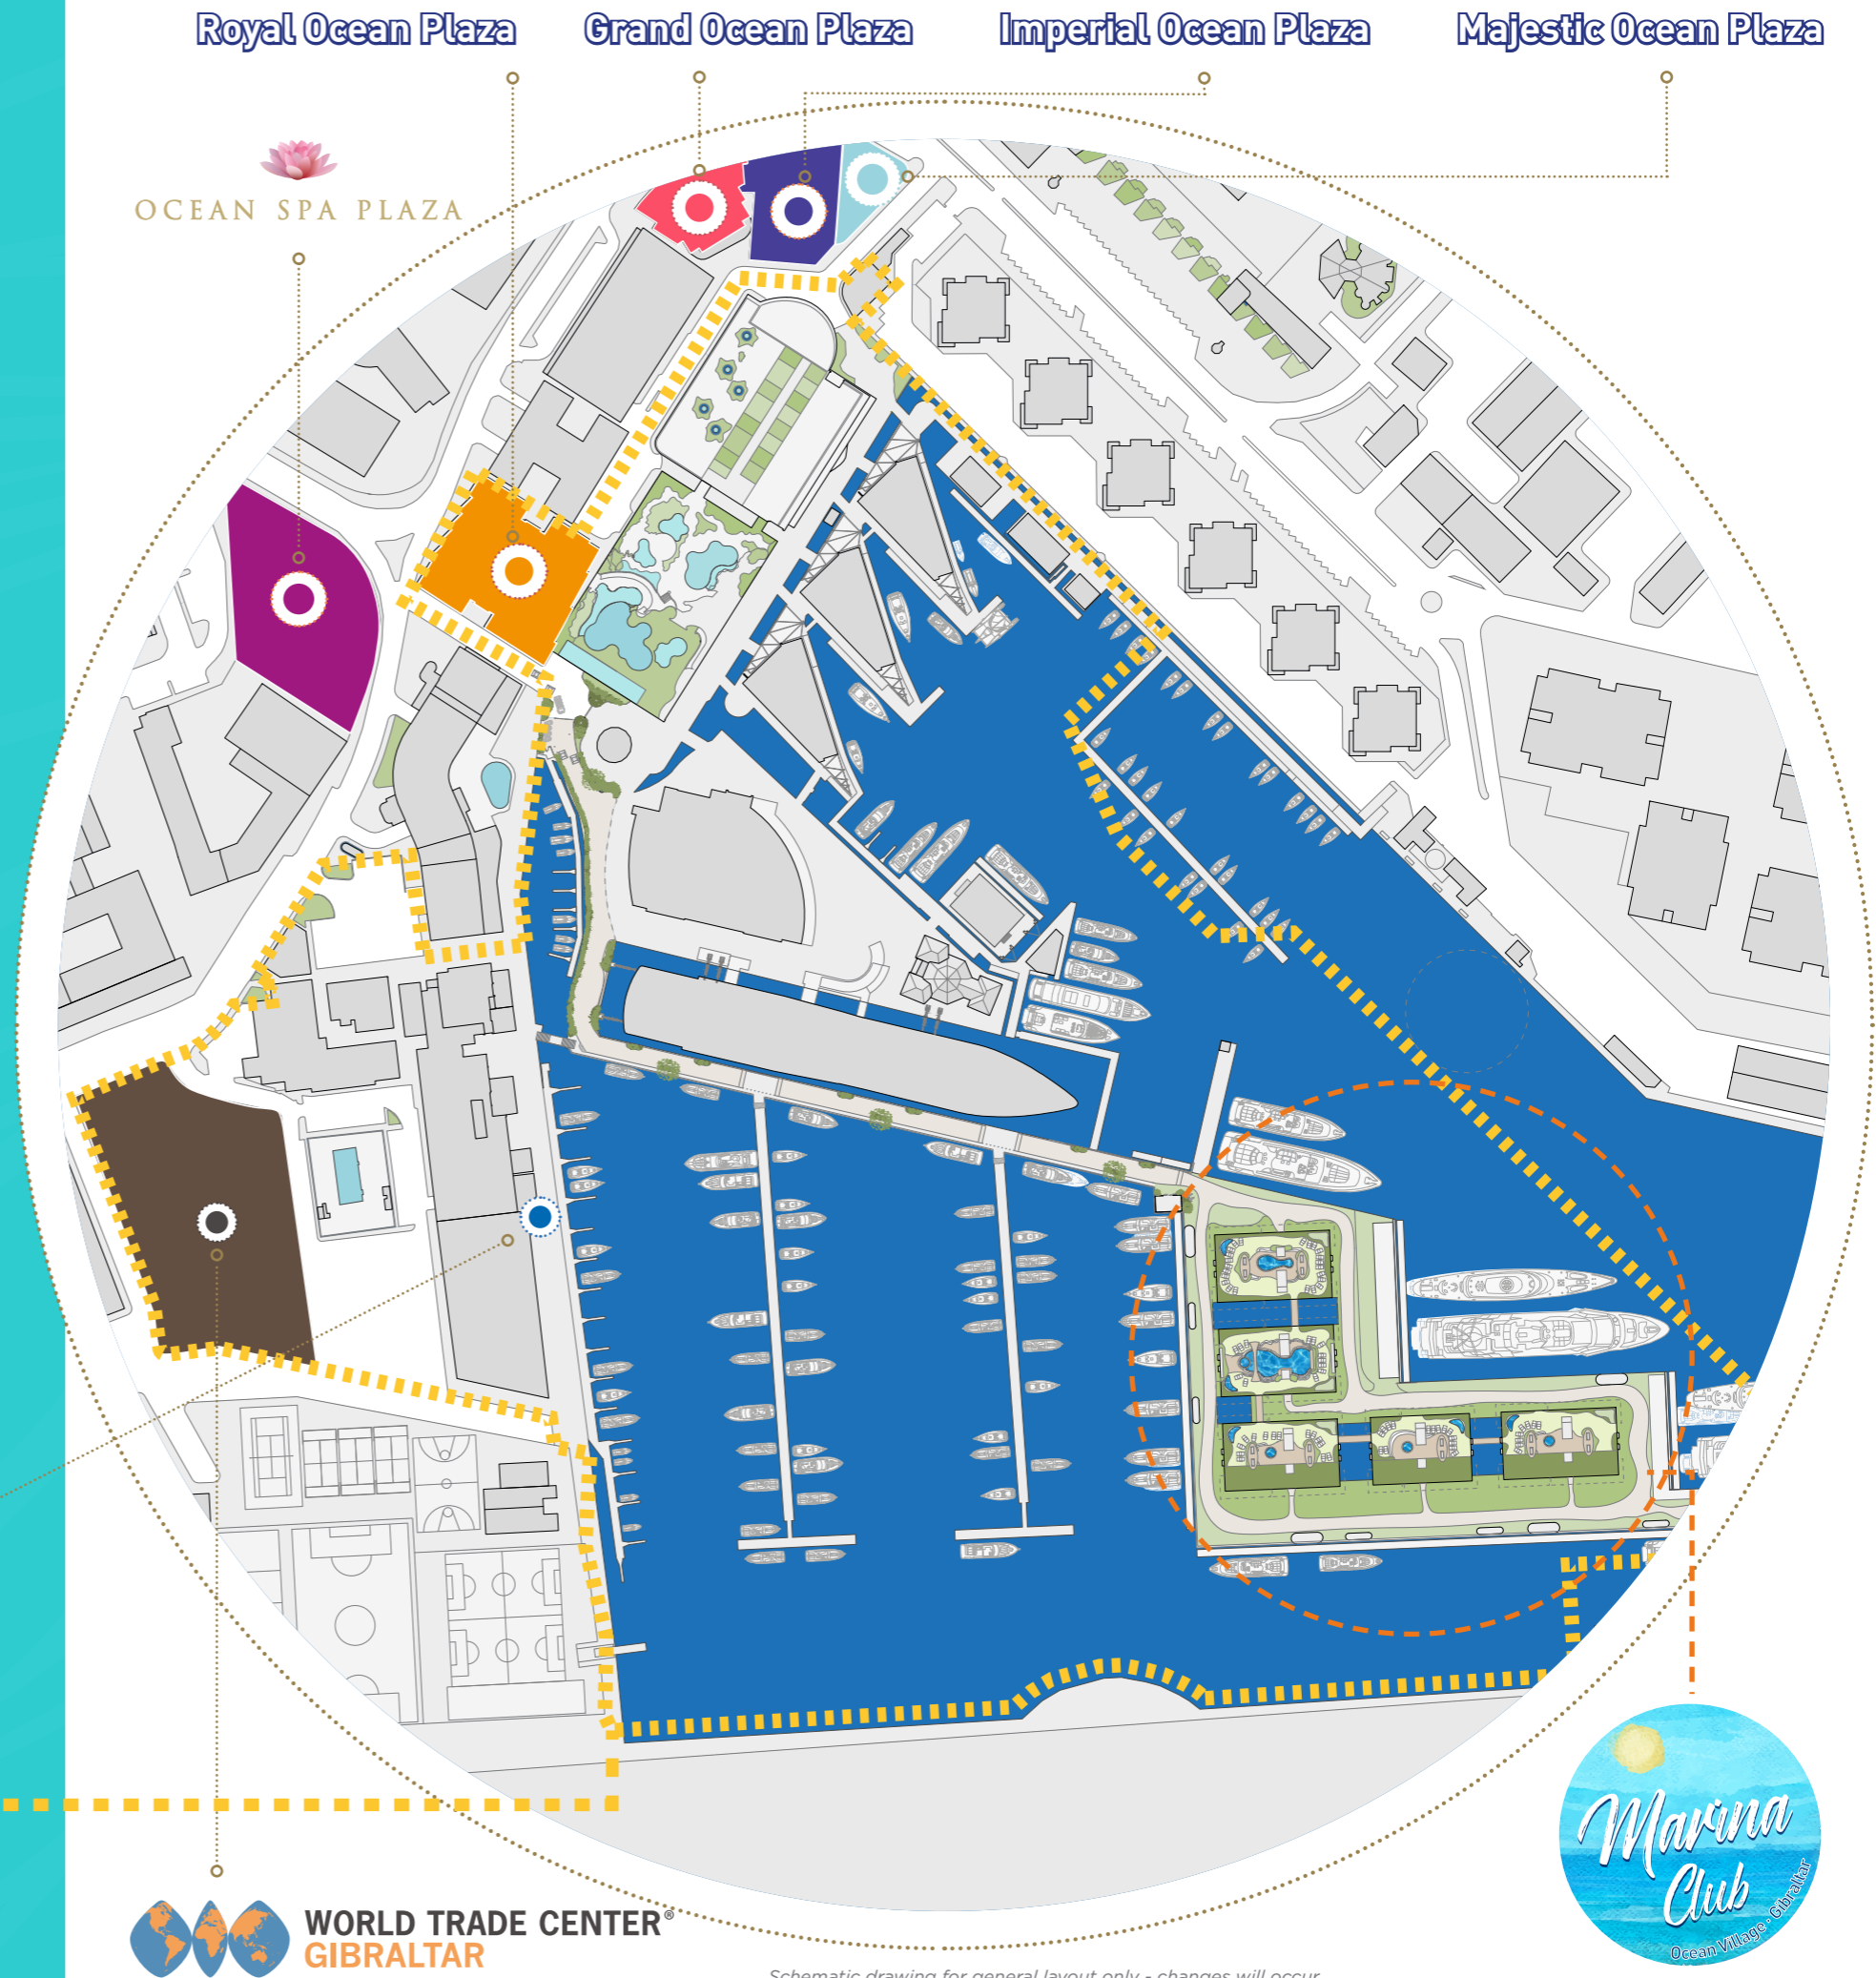 Royal Ocean Plaza
Grand Ocean Plaza
Imperial Ocean Plaza
Majestic Ocean Plaza
OCEAN SPA PLAZA
Marina
Club
Ocean Village · Gibraltar
WORLD TRADE CENTER®
GIBRALTAR
Schematic drawing for general layout only - changes will occur